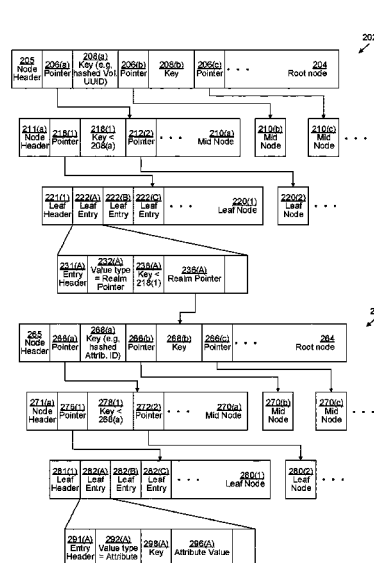 202
205 Node Header
206(a) Pointer
208(a) Key (e.g. hashed Vol. UUID)
206(b) Pointer
208(b) Key
206(c) Pointer
• • •
204 Root node
211(a) Node Header
216(1) Pointer
218(1) Key < 208(a)
212(2) Pointer
• • •
210(a) Mid Node
210(b) Mid Node
210(c) Mid Node
• • •
221(1) Leaf Header
222(A) Leaf Entry
222(B) Leaf Entry
222(C) Leaf Entry
• • •
220(1) Leaf Node
220(2) Leaf Node
• • •
231(A) Entry Header
232(A) Value type = Realm Pointer
238(A) Key < 218(1)
236(A) Realm Pointer
265 Node Header
266(a) Pointer
268(a) Key (e.g. hashed Attrib. ID)
266(b) Pointer
268(b) Key
266(c) Pointer
• • •
264 Root node
271(a) Node Header
276(1) Pointer
278(1) Key < 268(a)
272(2) Pointer
• • •
270(a) Mid Node
270(b) Mid Node
270(c) Mid Node
• • •
281(1) Leaf Header
282(A) Leaf Entry
282(B) Leaf Entry
282(C) Leaf Entry
• • •
280(1) Leaf Node
280(2) Leaf Node
• • •
291(A) Entry Header
292(A) Value type = Attribute
298(A) Key
296(A) Attribute Value